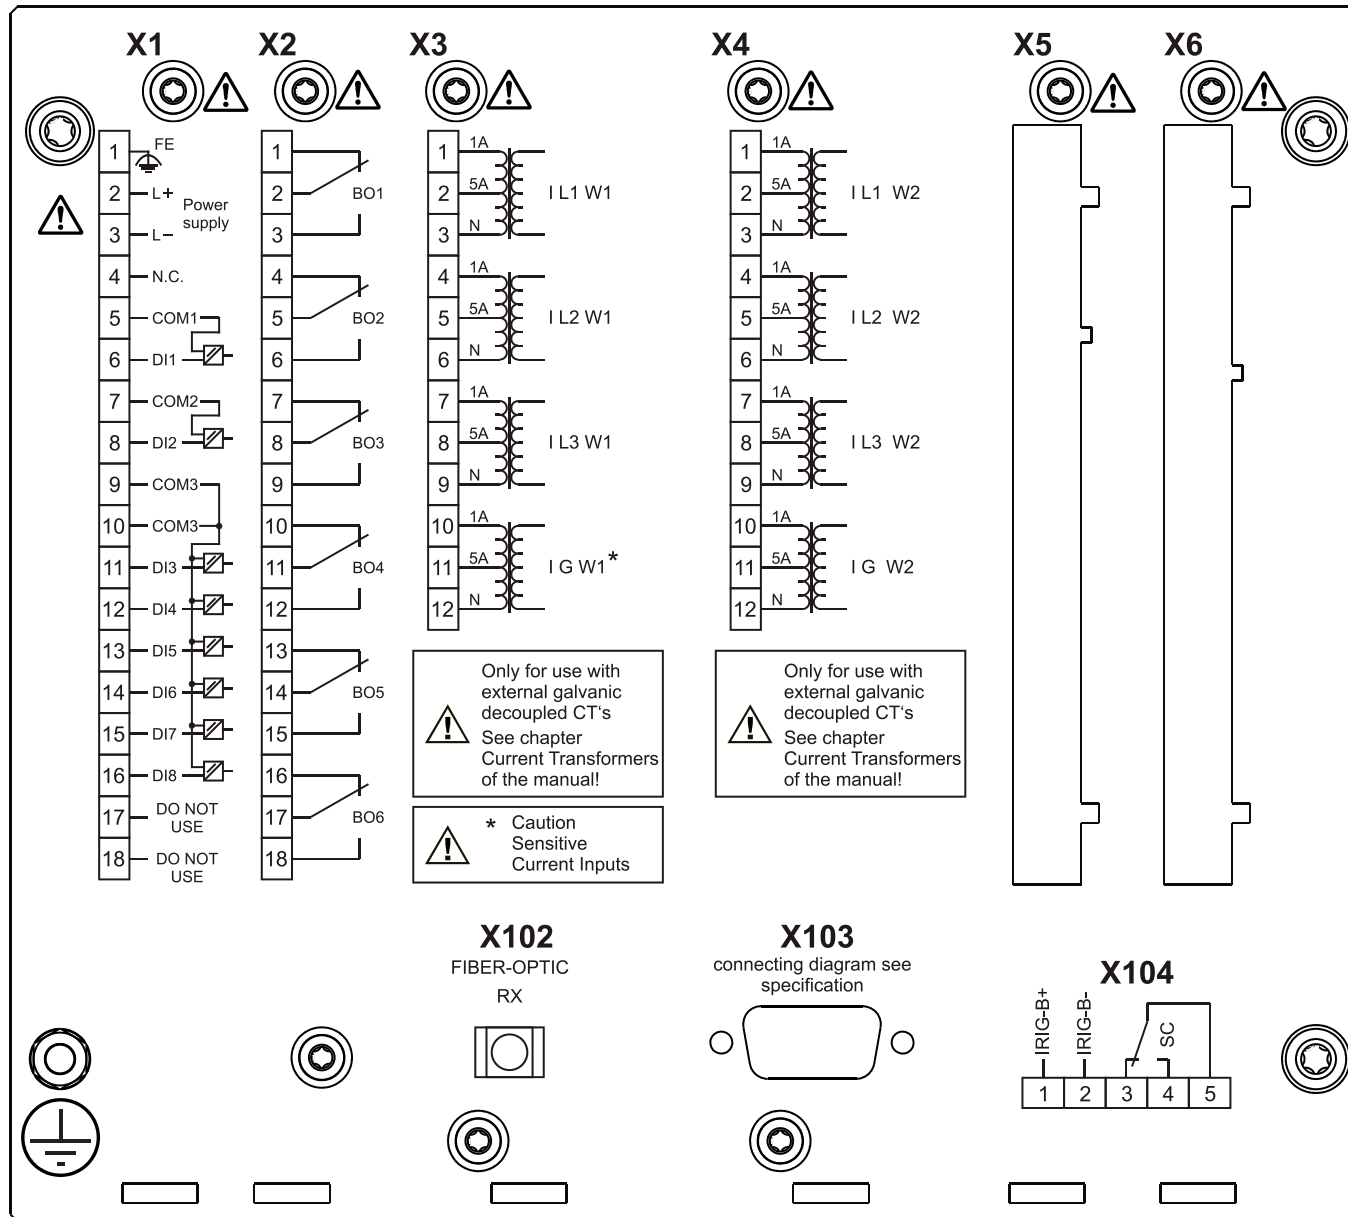 X1
X2
X3
X4
X5
X6
1 FE
2 L+
Power
supply
3 L–
4 N.C.
5 COM1
6 DI1
7 COM2
8 DI2
9 COM3
10 COM3
11 DI3
12 DI4
13 DI5
14 DI6
15 DI7
16 DI8
17 DO NOT
USE
18 DO NOT
USE
1
2 BO1
3
4
5 BO2
6
7
8 BO3
9
10
11 BO4
12
13
14 BO5
15
16
17 BO6
18
1 1A
2 5A I L1 W1
3 N
4 1A
5 5A I L2 W1
6 N
7 1A
8 5A I L3 W1
9 N
10 1A
11 5A I G W1*
12 N
Only for use with
external galvanic
decoupled CT‘s
See chapter
Current Transformers
of the manual!
* Caution
Sensitive
Current Inputs
1 1A
2 5A I L1 W2
3 N
4 1A
5 5A I L2 W2
6 N
7 1A
8 5A I L3 W2
9 N
10 1A
11 5A I G W2
12 N
Only for use with
external galvanic
decoupled CT‘s
See chapter
Current Transformers
of the manual!
X102
FIBER-OPTIC
RX
X103
connecting diagram see
specification
X104
IRIG-B+
IRIG-B-
SC
1 2 3 4 5